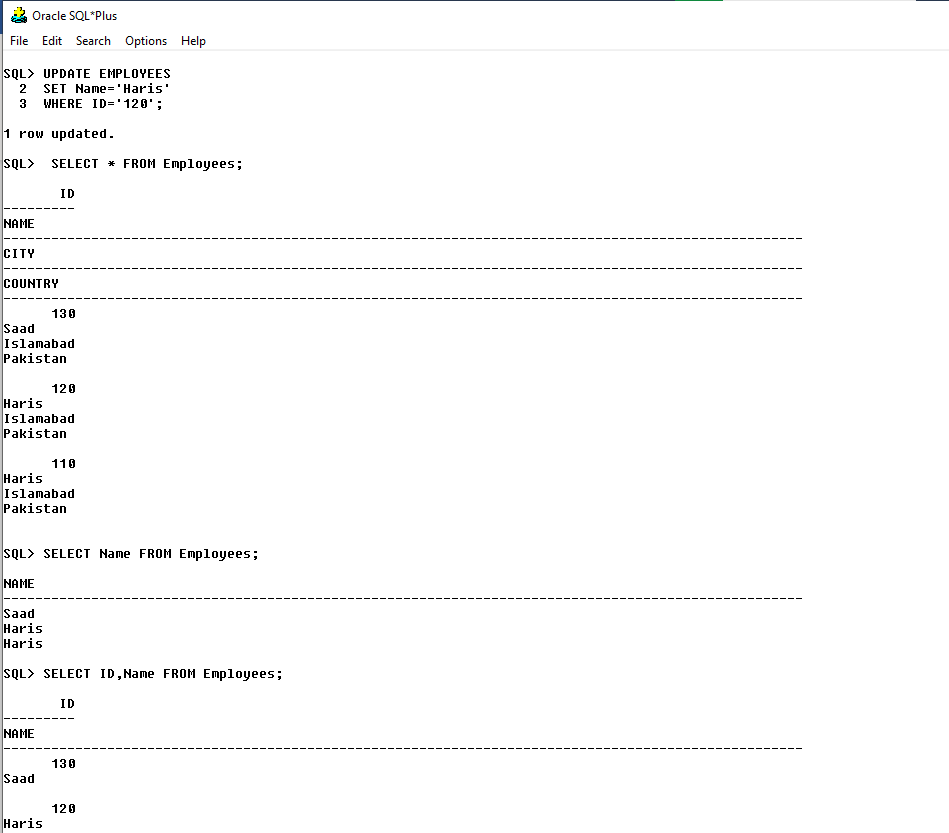 Oracle SQL*Plus
File Edit Search Options Help
SQL> UPDATE EMPLOYEES
  2  SET Name='Haris'
  3  WHERE ID='120';
1 row updated.
SQL>  SELECT * FROM Employees;
       ID
---------
NAME
----------------------------------------------------------------------------------------------------
CITY
----------------------------------------------------------------------------------------------------
COUNTRY
----------------------------------------------------------------------------------------------------
      130
Saad
Islamabad
Pakistan
      120
Haris
Islamabad
Pakistan
      110
Haris
Islamabad
Pakistan
SQL> SELECT Name FROM Employees;
NAME
----------------------------------------------------------------------------------------------------
Saad
Haris
Haris
SQL> SELECT ID,Name FROM Employees;
       ID
---------
NAME
----------------------------------------------------------------------------------------------------
      130
Saad
      120
Haris